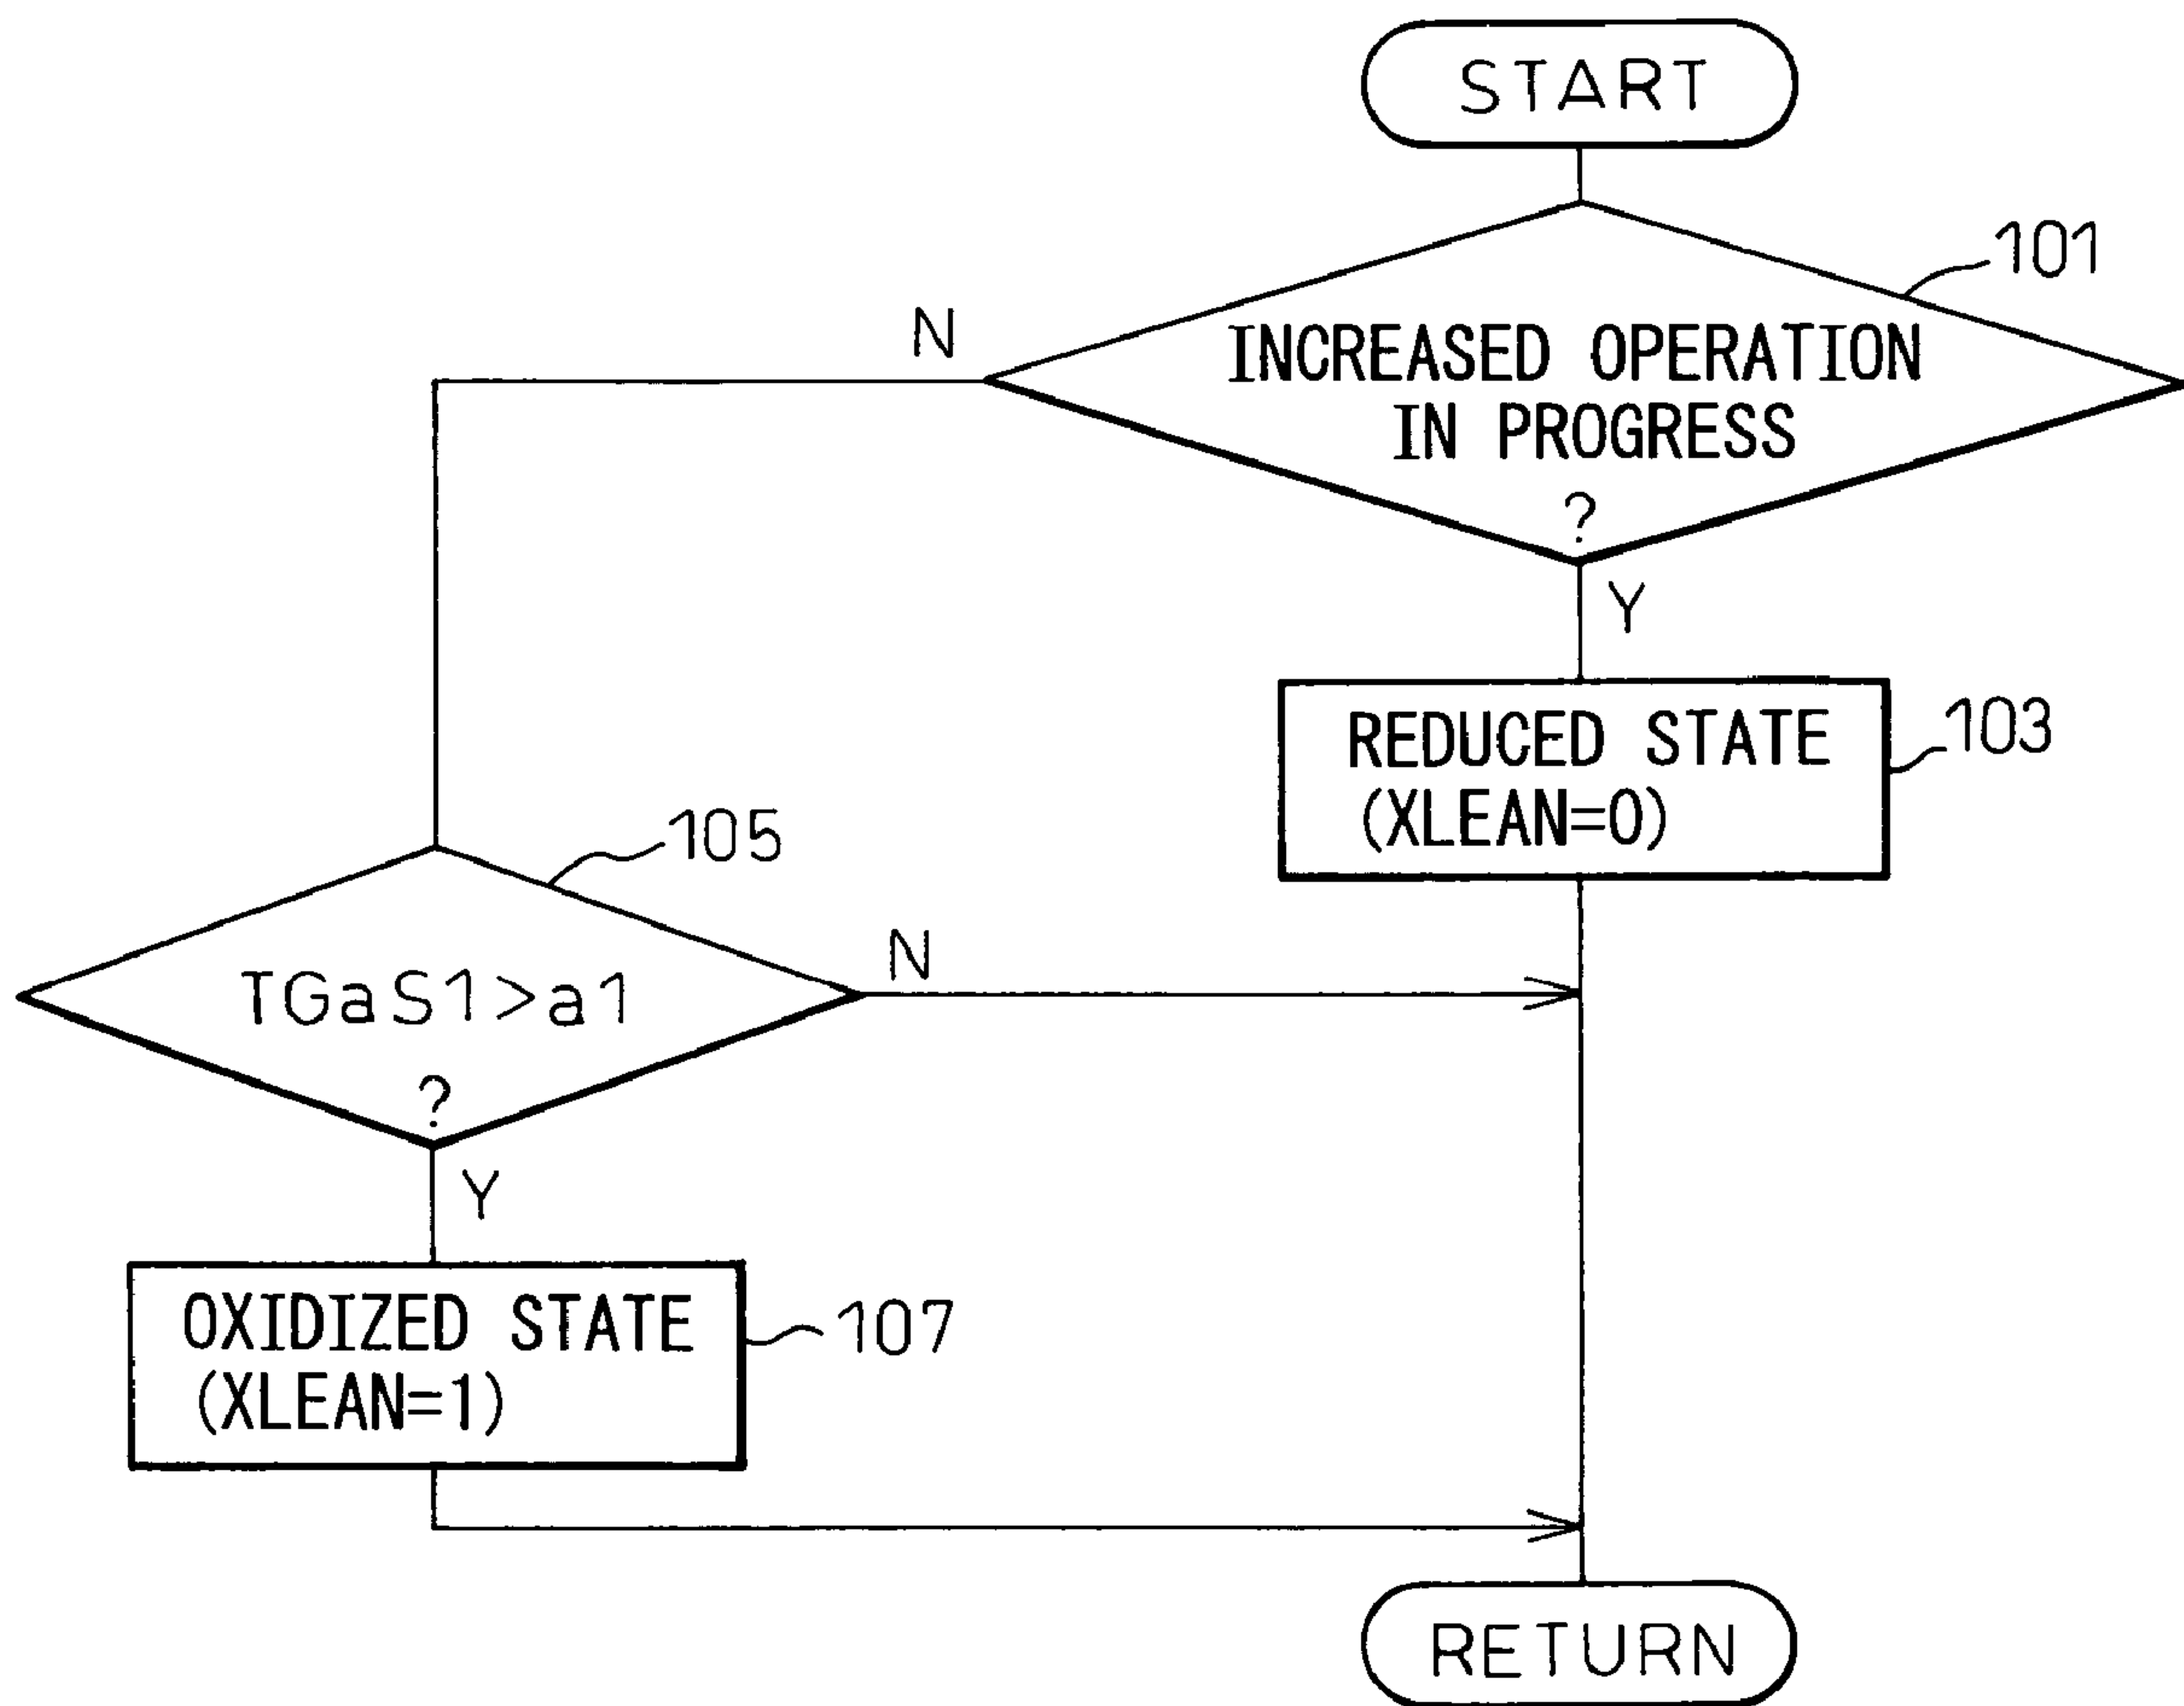 START
101
N
INCREASED OPERATION
IN PROGRESS
?
Y
REDUCED STATE
(XLEAN=0)
103
105
TGaS1>a1
?
N
Y
OXIDIZED STATE
(XLEAN=1)
107
RETURN